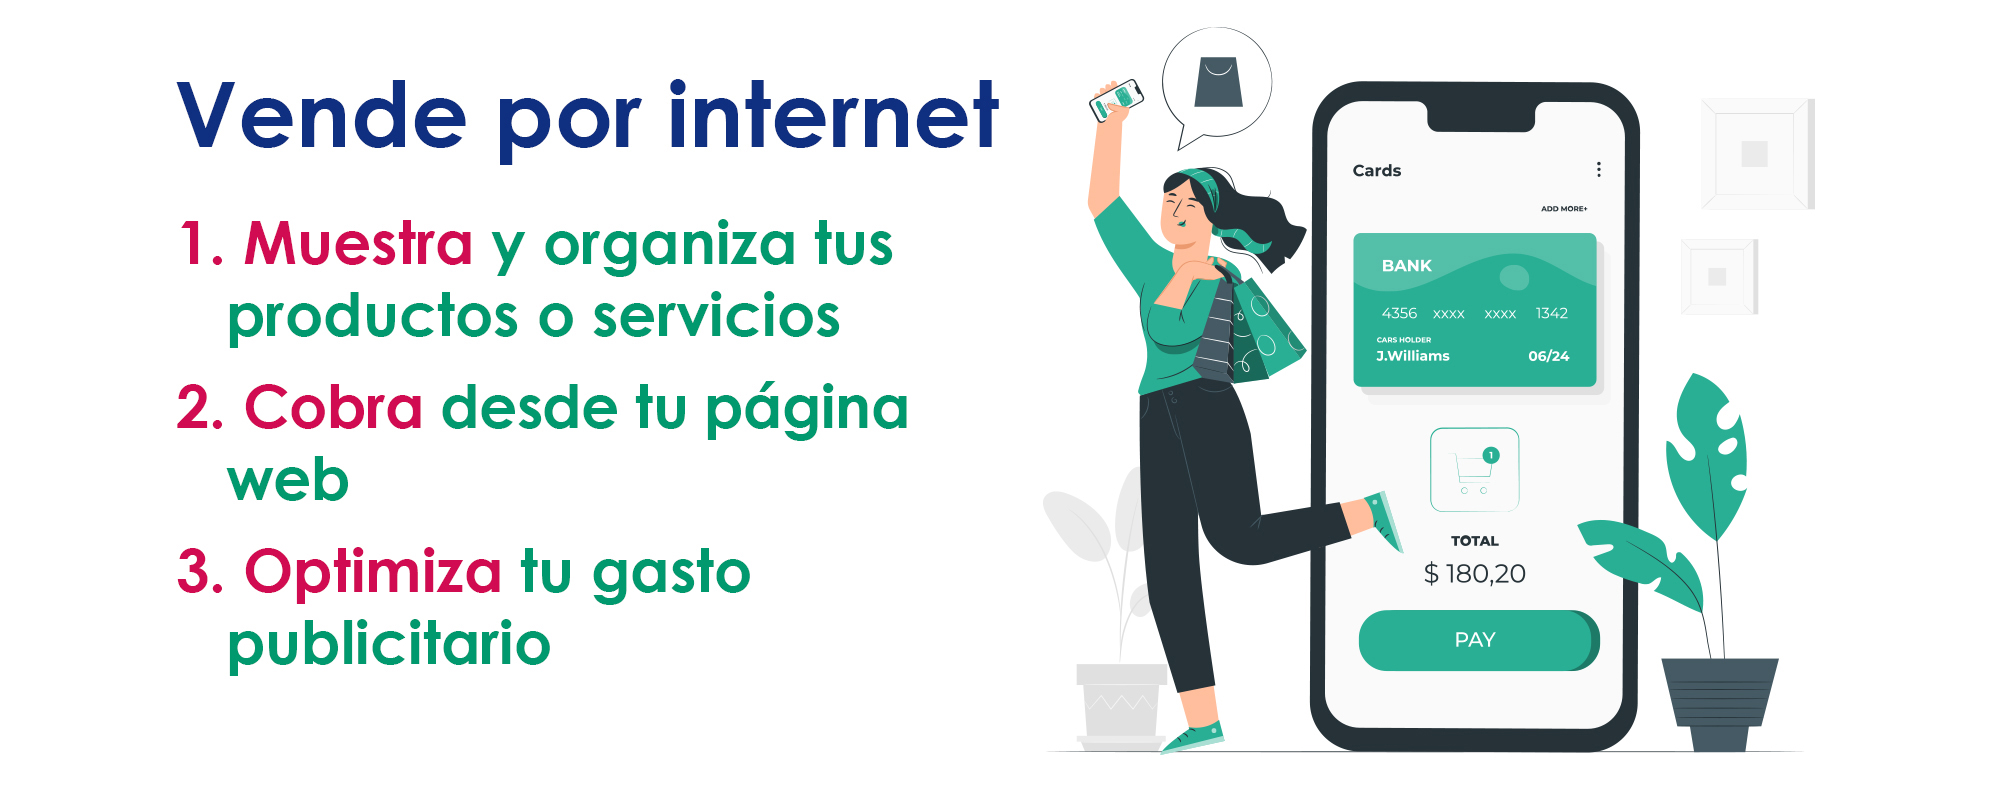 Vende por internet
1. Muestra y organiza tus
productos o servicios
2. Cobra desde tu página
web
3. Optimiza tu gasto
publicitario
Cards
ADD MORE+
BANK
4356 xxxx xxxx 1342
CARS HOLDER
J.Williams 06/24
1
TOTAL
$ 180,20
PAY